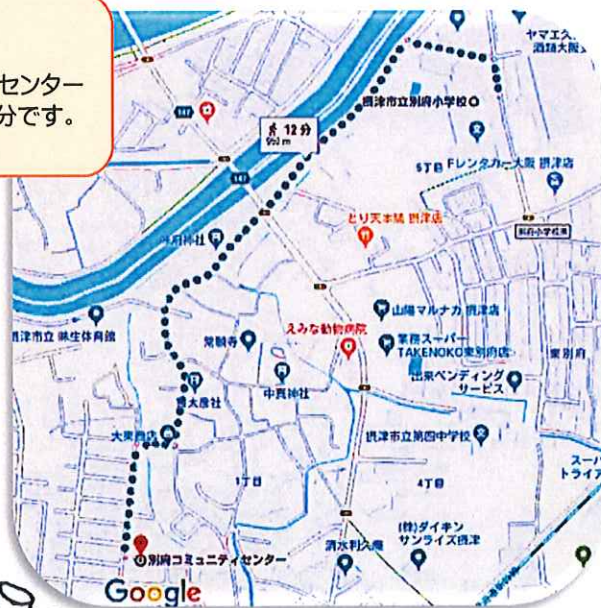 センター
分です。
ヤマエ久
酒類大阪
147
摂津市立別府小学校
12分
950 m
147
5丁目
Fレンタカー大阪 摂津店
とり天本舗 摂津店
別府小学校東
味府神社
山陽マルナカ 摂津店
摂津市立 味生体育館
常願寺
えみな動物病院
業務スーパー
TAKENOKO東別府店
東別府
中真神社
出来ベンディング
サービス
大彦社
大東商店
摂津市立第四中学校
スーパ
トライア
1丁目
4丁目
(株)ダイキン
サンライズ摂津
清水利久庵
別府コミュニティセンター
Google